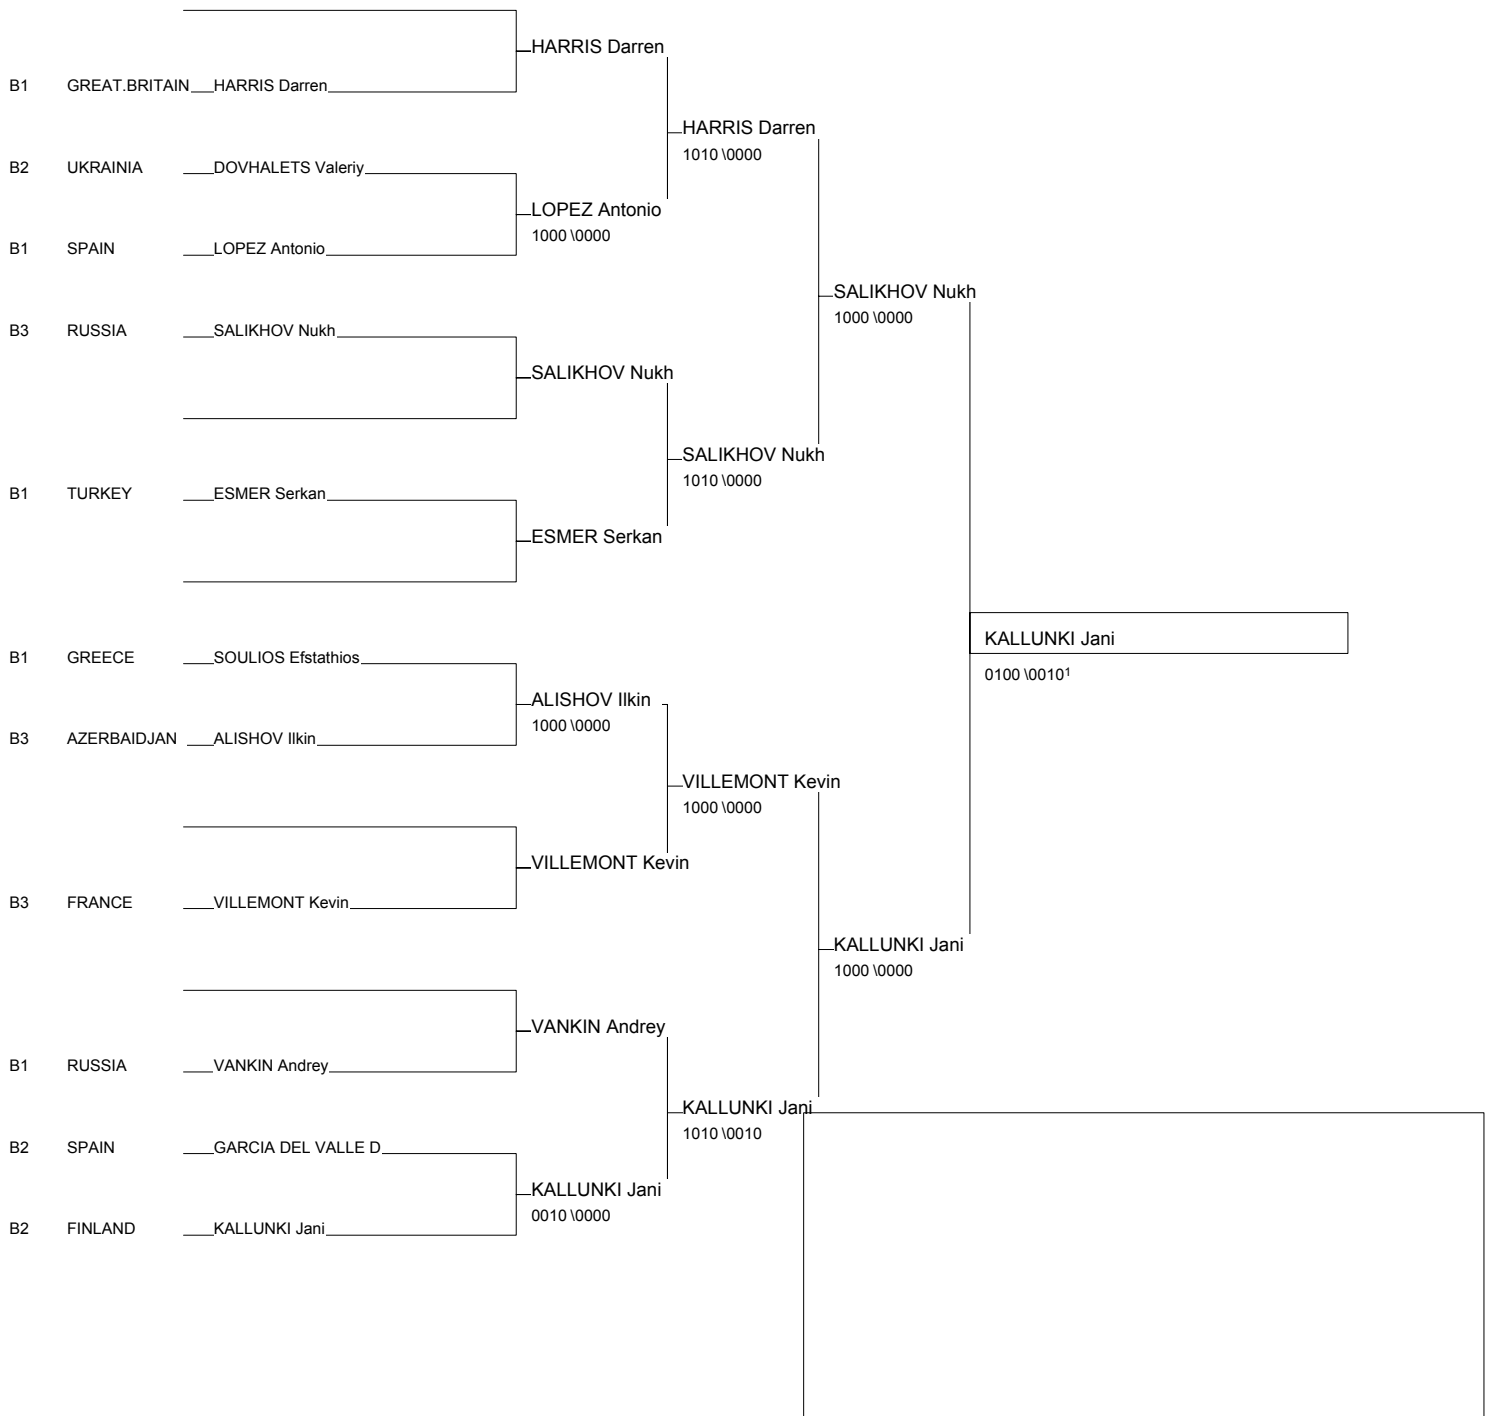 HARRIS Darren
B1 GREAT.BRITAIN HARRIS Darren
HARRIS Darren
1010 \0000
B2 UKRAINIA DOVHALETS Valeriy
LOPEZ Antonio
1000 \0000
B1 SPAIN LOPEZ Antonio
SALIKHOV Nukh
1000 \0000
B3 RUSSIA SALIKHOV Nukh
SALIKHOV Nukh
SALIKHOV Nukh
1010 \0000
B1 TURKEY ESMER Serkan
ESMER Serkan
KALLUNKI Jani
0100 \0010¹
B1 GREECE SOULIOS Efstathios
ALISHOV Ilkin
1000 \0000
B3 AZERBAIDJAN ALISHOV Ilkin
VILLEMONT Kevin
1000 \0000
VILLEMONT Kevin
B3 FRANCE VILLEMONT Kevin
KALLUNKI Jani
1000 \0000
VANKIN Andrey
B1 RUSSIA VANKIN Andrey
KALLUNKI Jani
1010 \0010
B2 SPAIN GARCIA DEL VALLE D
KALLUNKI Jani
0010 \0000
B2 FINLAND KALLUNKI Jani